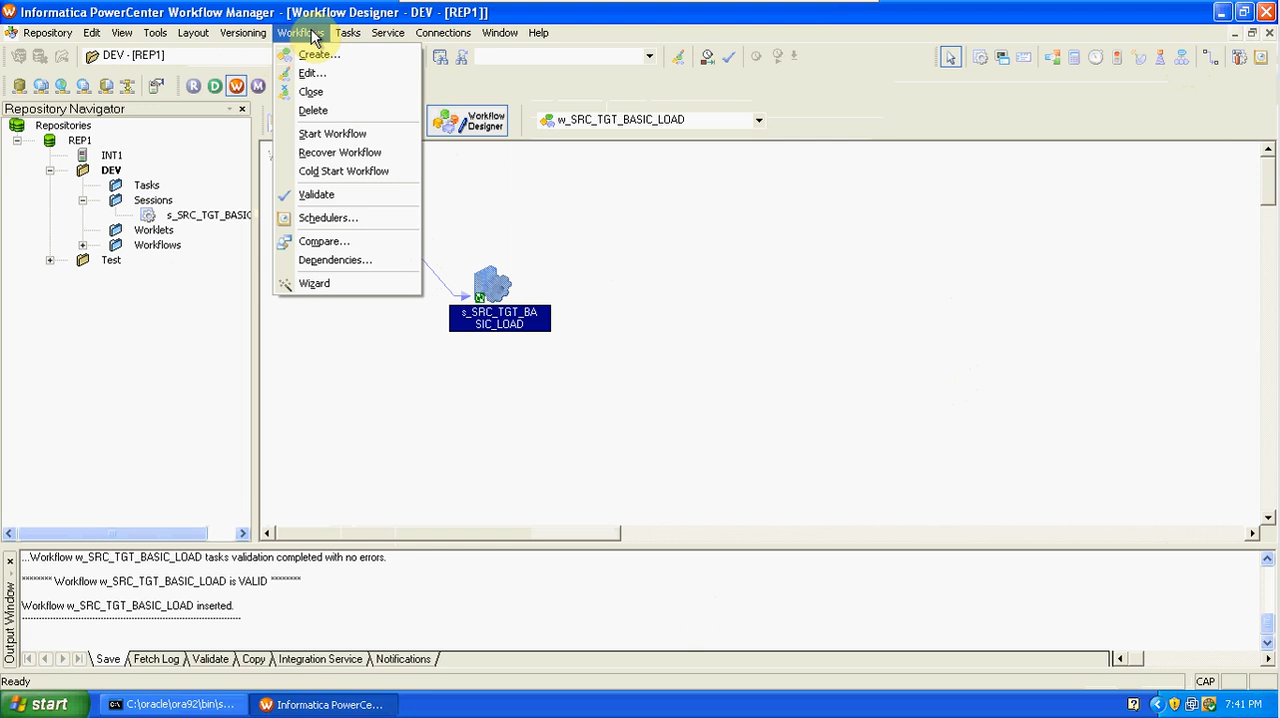 Informatica PowerCenter Workflow Manager - [Workflow Designer - DEV - [REP1]]
Repository Edit View Tools Layout Versioning Workflows Tasks Service Connections Window Help
DEV - [REP1]
R D W M
Repository Navigator
Repositories
REP1
INT1
DEV
Tasks
Sessions
s_SRC_TGT_BASIC
Worklets
Workflows
Test
Create...
Edit...
Close
Delete
Start Workflow
Recover Workflow
Cold Start Workflow
Validate
Schedulers...
Compare...
Dependencies...
Wizard
Workflow
Designer
w_SRC_TGT_BASIC_LOAD
s_SRC_TGT_BA
SIC_LOAD
Output Window
...Workflow w_SRC_TGT_BASIC_LOAD tasks validation completed with no errors.
******** Workflow w_SRC_TGT_BASIC_LOAD is VALID ********
Workflow w_SRC_TGT_BASIC_LOAD inserted.
Save Fetch Log Validate Copy Integration Service Notifications
Ready
CAP
start
C:\oracle\ora92\bin\s...
Informatica PowerCe...
7:41 PM